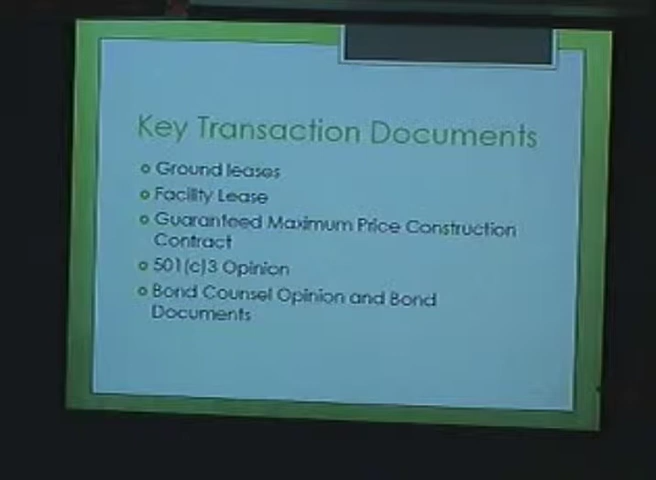 Key Transaction Documents
Ground leases
Facility Lease
Guaranteed Maximum Price Construction
Contract
501(c)3 Opinion
Bond Counsel Opinion and Bond
Documents